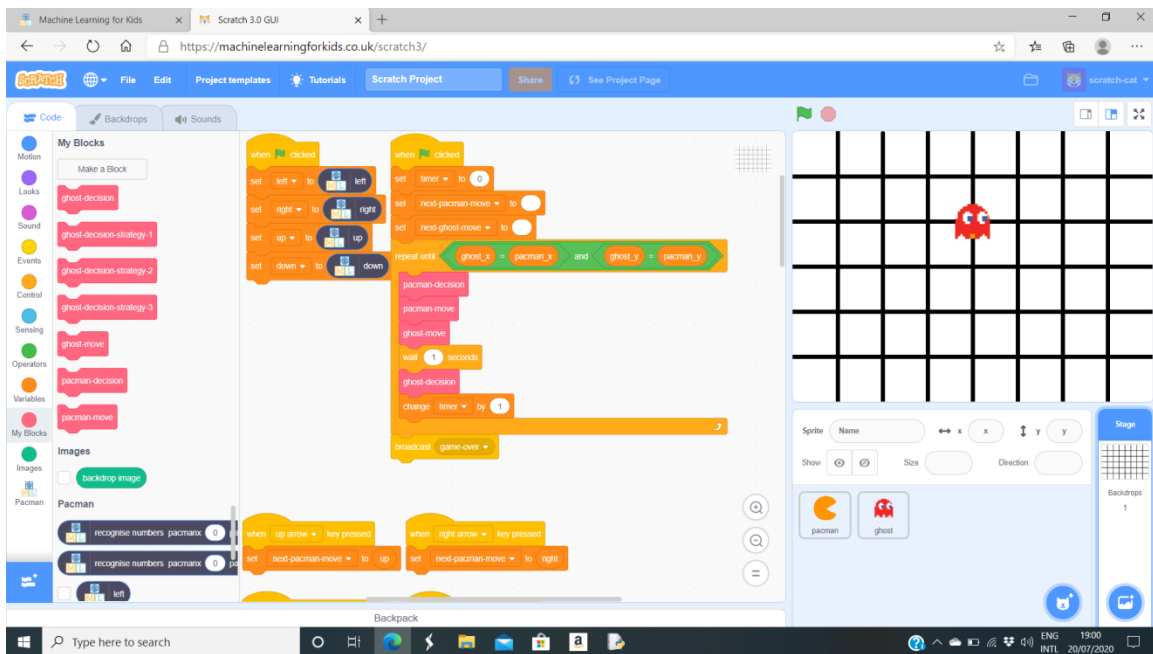 Machine Learning for Kids
Scratch 3.0 GUI
https://machinelearningforkids.co.uk/scratch3/
SCRATCH
File
Edit
Project templates
Tutorials
Scratch Project
Share
See Project Page
scratch-cat
Code
Backdrops
Sounds
Motion
Looks
Sound
Events
Control
Sensing
Operators
Variables
My Blocks
Images
Pacman
My Blocks
Make a Block
ghost-decision
ghost-decision-strategy-1
ghost-decision-strategy-2
ghost-decision-strategy-3
ghost-move
pacman-decision
pacman-move
Images
backdrop image
Pacman
ML recognise numbers pacmanx 0
ML recognise numbers pacmanx 0
ML left
when clicked
set left to ML left
set right to ML right
set up to ML up
set down to ML down
when clicked
set timer to 0
set next-pacman-move to
set next-ghost-move to
repeat until ghost_x = pacman_x and ghost_y = pacman_y
pacman-decision
pacman-move
ghost-move
wait 1 seconds
ghost-decision
change timer by 1
broadcast game-over
when up arrow key pressed
set next-pacman-move to up
when right arrow key pressed
set next-pacman-move to right
Backpack
Sprite Name x x y y
Show Size Direction
pacman
ghost
Stage
Backdrops
1
Type here to search
a
ENG
INTL
19:00
20/07/2020